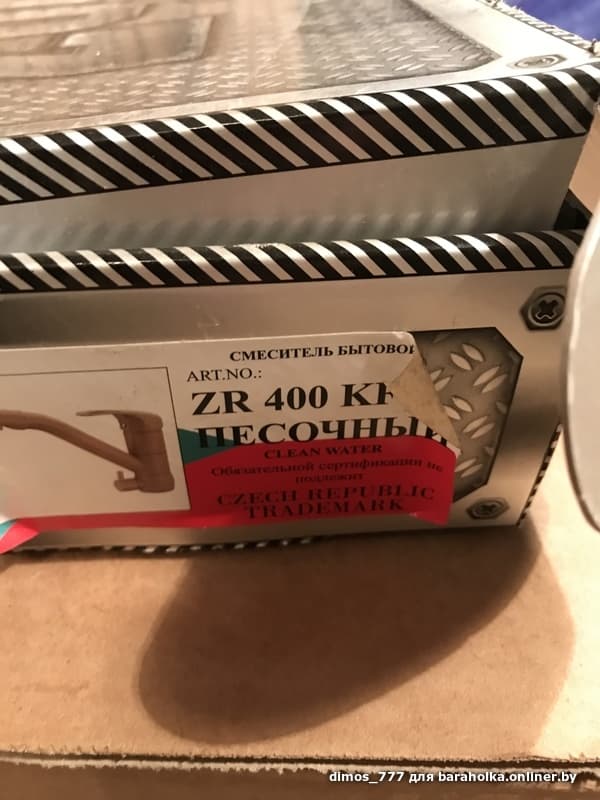 СМЕСИТЕЛЬ БЫТОВОЙ
ART.NO.:
ZR 400
ПЕСОЧНЫЙ
CLEAN WATER
Обязательной сертификации не
подлежит
CZECH REPUBLIC
TRADEMARK
dimos_777 для baraholka.onliner.by